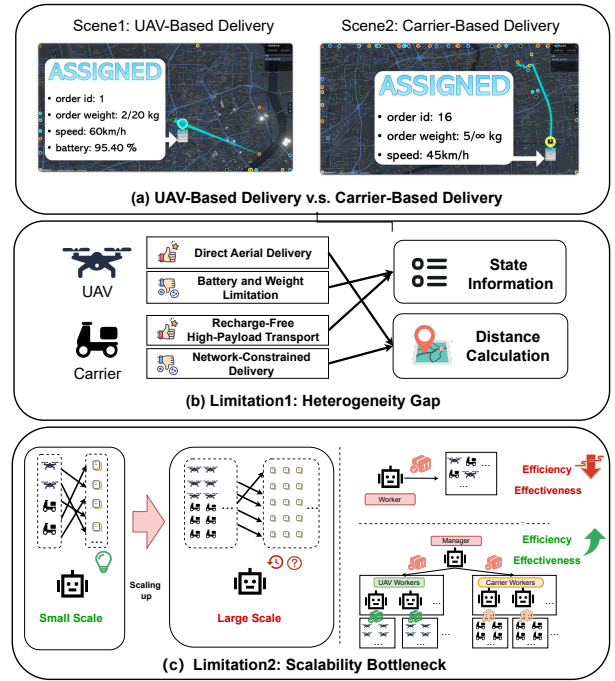 Scene1: UAV-Based Delivery
Scene2: Carrier-Based Delivery
ASSIGNED
• order id: 1
• order weight: 2/20 kg
• speed: 60km/h
• battery: 95.40 %
ASSIGNED
• order id: 16
• order weight: 5/∞ kg
• speed: 45km/h
(a) UAV-Based Delivery v.s. Carrier-Based Delivery
UAV
Direct Aerial Delivery
Battery and Weight
Limitation
State
Information
Carrier
Recharge-Free
High-Payload Transport
Network-Constrained
Delivery
Distance
Calculation
(b) Limitation1: Heterogeneity Gap
...
Small Scale
Scaling
up
...
...
?
Large Scale
Worker
...
...
Efficiency
Effectiveness
Manager
Efficiency
Effectiveness
UAV Workers
...
Carrier Workers
...
...
...
...
...
...
...
(c) Limitation2: Scalability Bottleneck